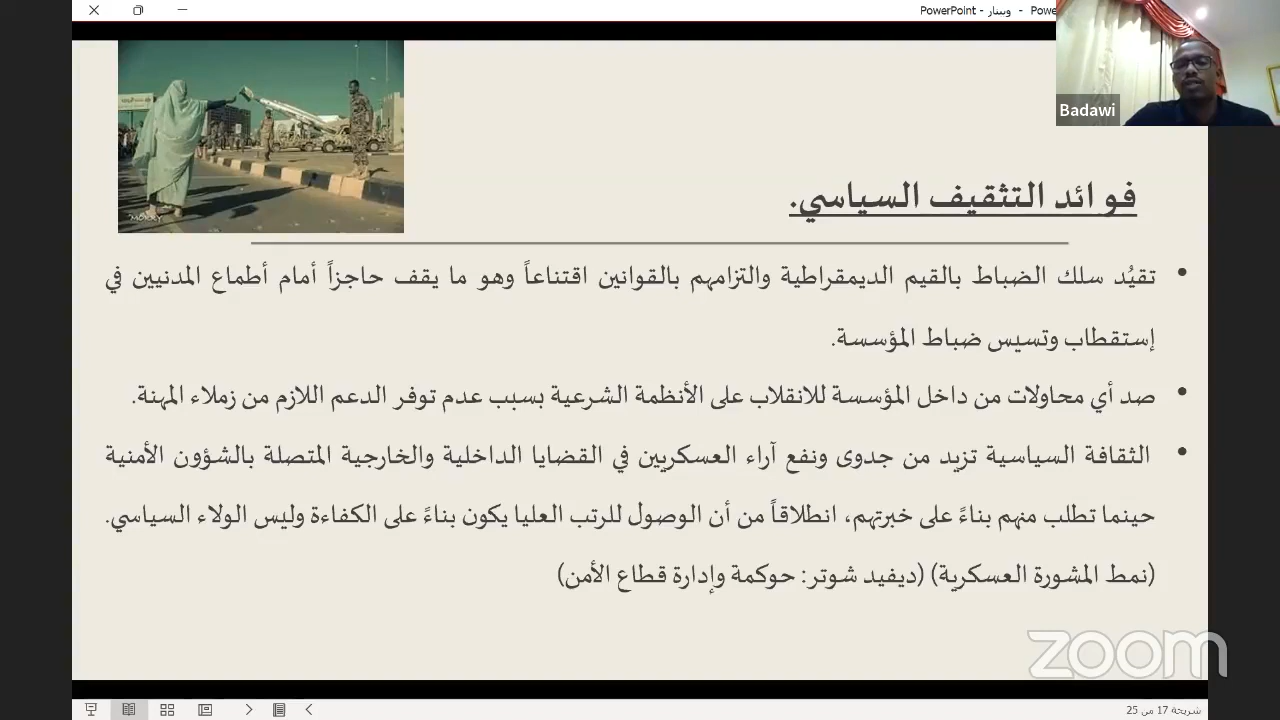 PowerPoint - وبينار - Powe
Badawi
MOKKY
فوائد التثقيف السياسي.
• تقيُّد سلك الضباط بالقيم الديمقراطية والتزامهم بالقوانين اقتناعاً وهو ما يقف حاجزاً أمام أطماع المدنيين في
إستقطاب وتسيس ضباط المؤسسة.
• صد أي محاولات من داخل المؤسسة للانقلاب على الأنظمة الشرعية بسبب عدم توفر الدعم اللازم من زملاء المهنة.
• الثقافة السياسية تزيد من جدوى ونفع آراء العسكريين في القضايا الداخلية والخارجية المتصلة بالشؤون الأمنية
حينما تطلب منهم بناءً على خبرتهم، انطلاقاً من أن الوصول للرتب العليا يكون بناءً على الكفاءة وليس الولاء السياسي.
(نمط المشورة العسكرية) (ديفيد شوتر: حوكمة وإدارة قطاع الأمن)
zoom
شريحة 17 من 25